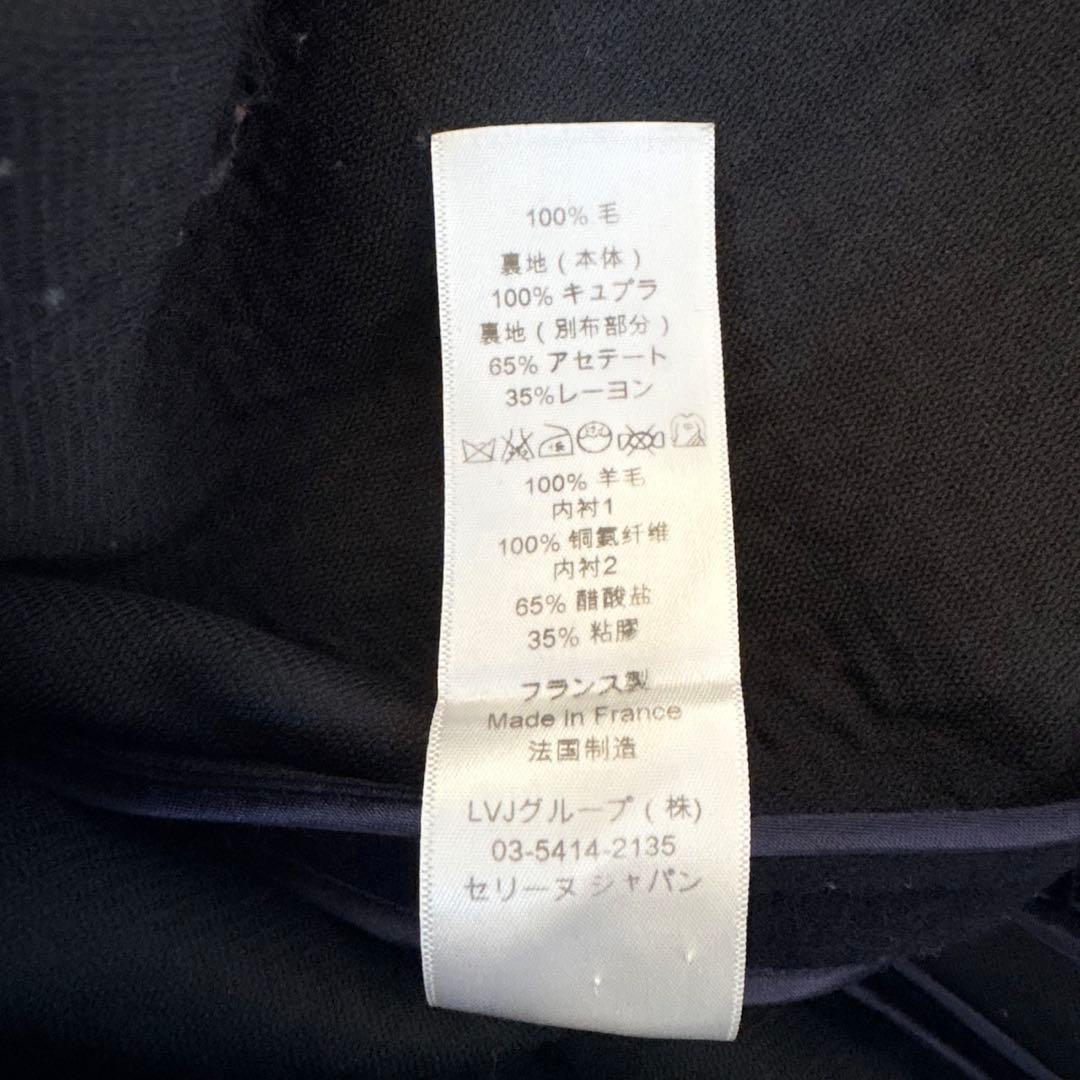 100% 毛
裏地 ( 本体 )
100% キュプラ
裏地 ( 別布部分 )
65% アセテート
35%レーヨン
100% 羊毛
内衬1
100% 铜氨纤维
内衬2
65% 醋酸盐
35% 粘膠
フランス製
Made in France
法国制造
LVJグループ ( 株)
03-5414-2135
セリーヌ ジャパン